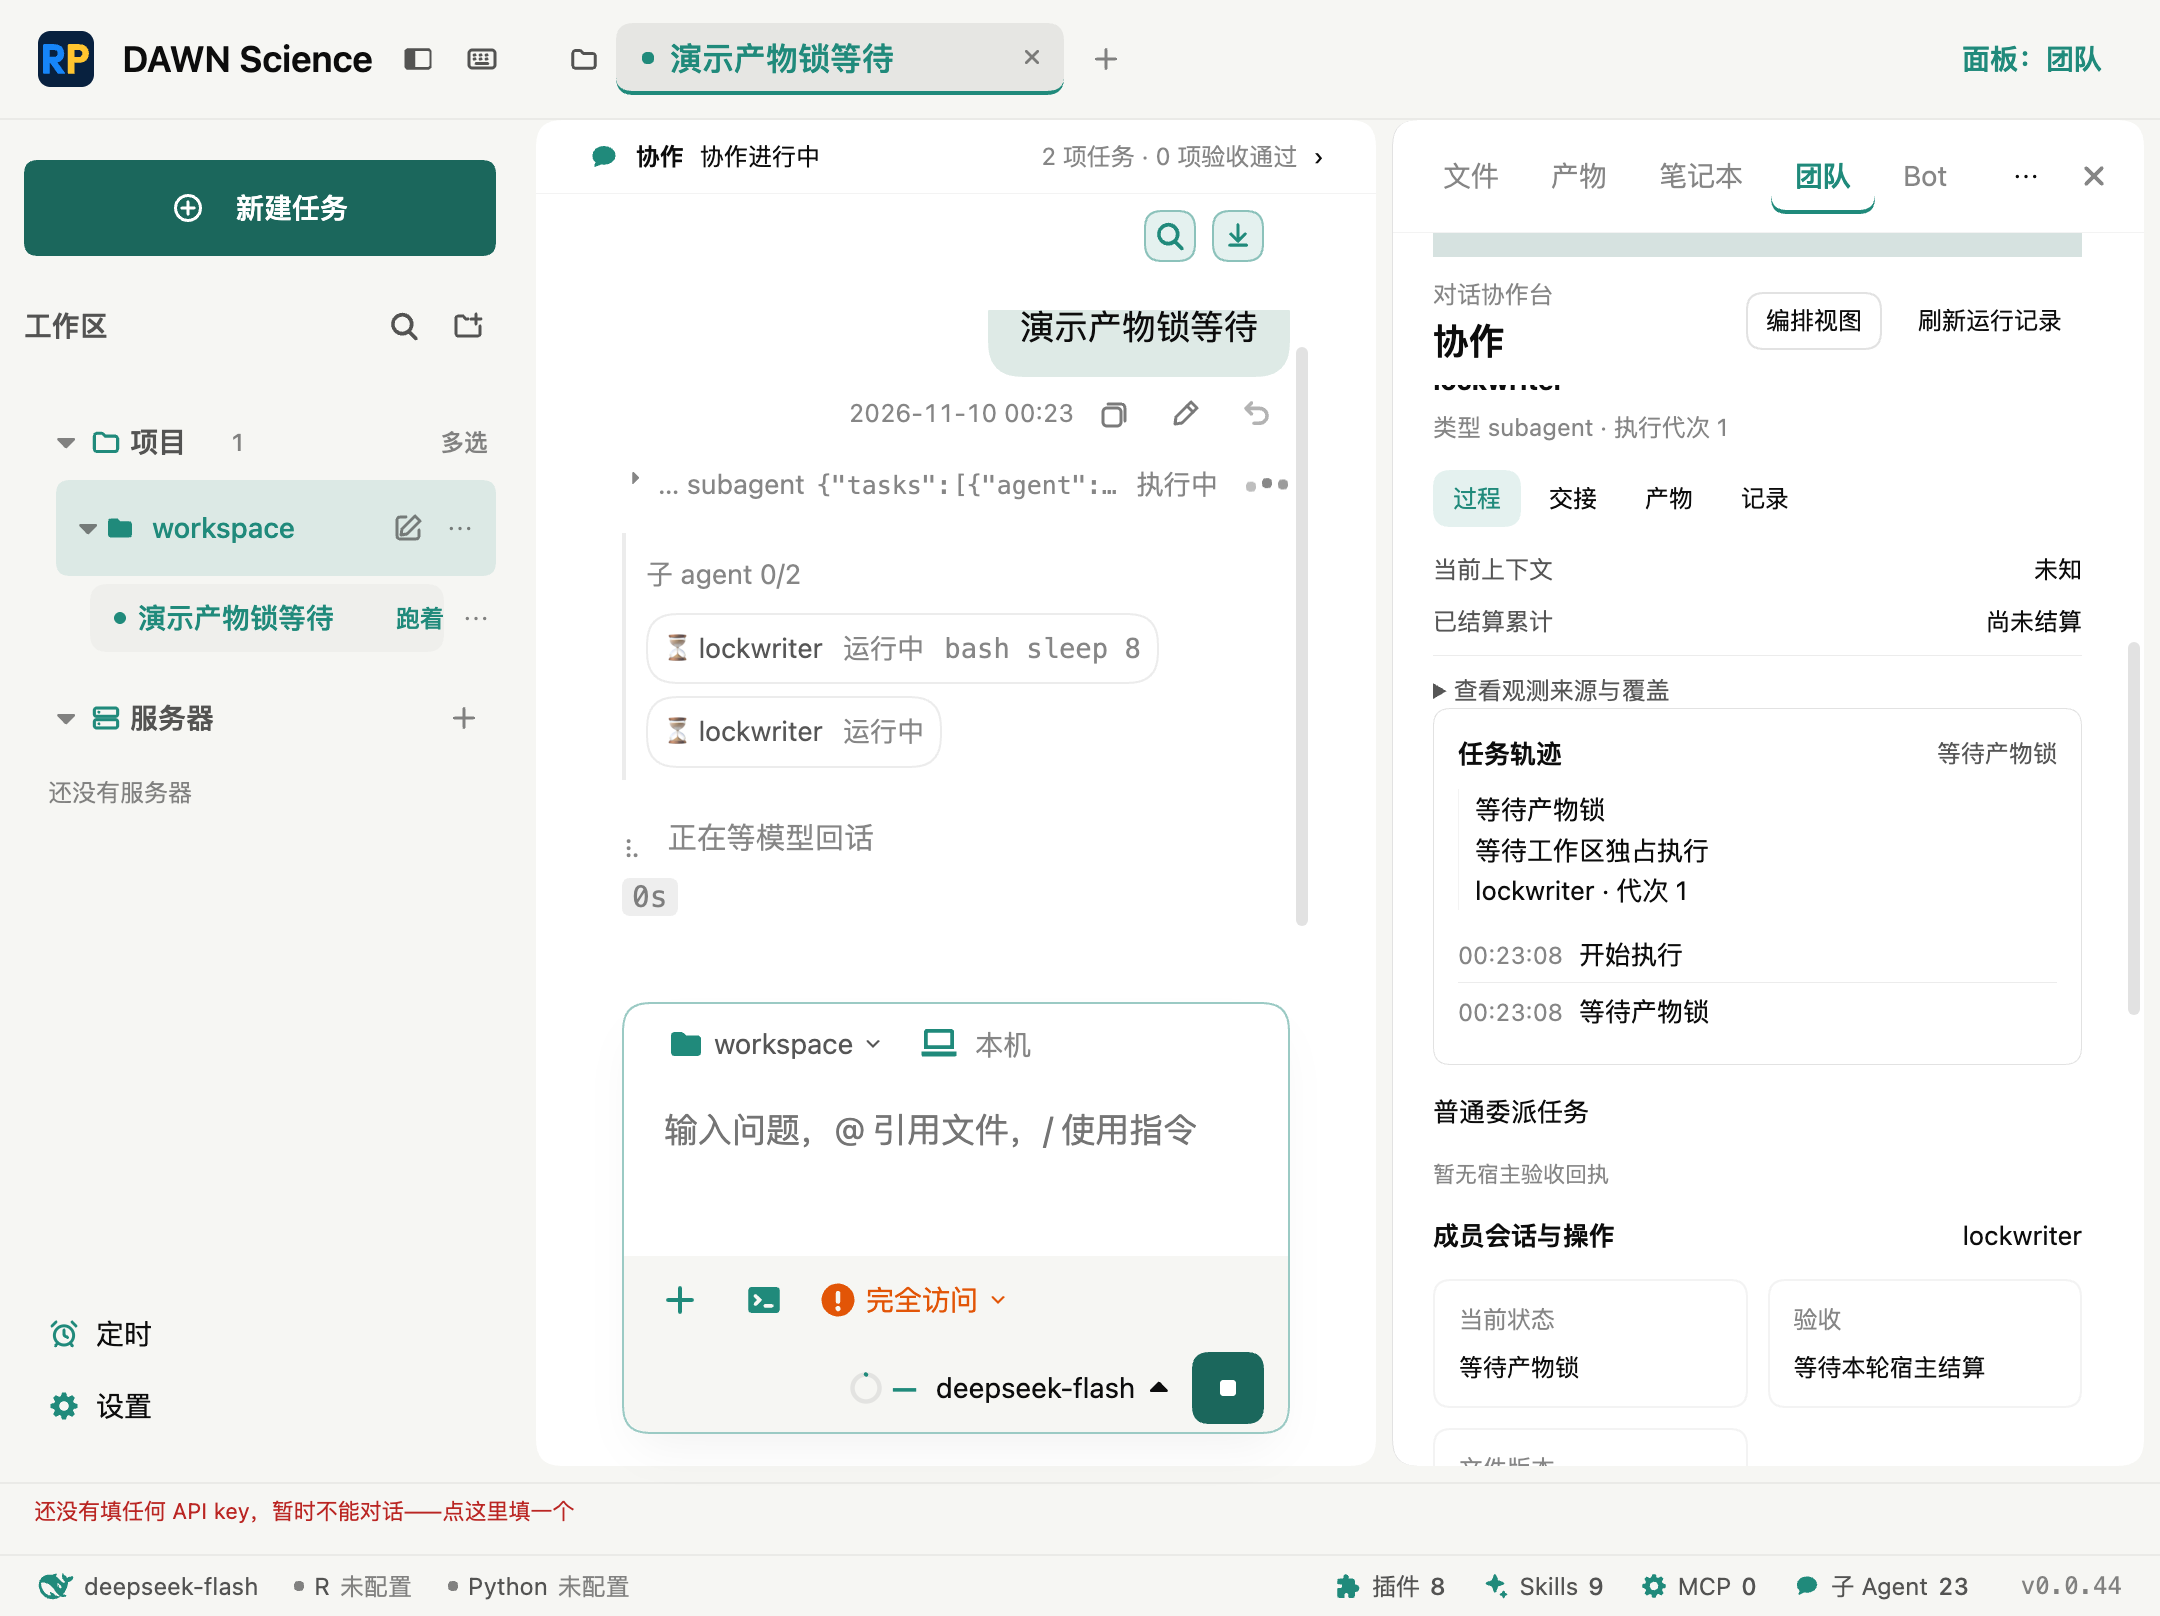 RP DAWN Science
演示产物锁等待
面板：团队
新建任务
工作区
项目 1 多选
workspace
演示产物锁等待 跑着
服务器
还没有服务器
定时
设置
协作 协作进行中 2 项任务 · 0 项验收通过 ›
演示产物锁等待
2026-11-10 00:23
... subagent {"tasks":[{"agent":… 执行中
子 agent 0/2
lockwriter 运行中 bash sleep 8
lockwriter 运行中
正在等模型回话
0s
workspace 本机
输入问题，@ 引用文件，/ 使用指令
完全访问
deepseek-flash
文件 产物 笔记本 团队 Bot
对话协作台
协作
编排视图 刷新运行记录
lockwriter
类型 subagent · 执行代次 1
过程 交接 产物 记录
当前上下文 未知
已结算累计 尚未结算
查看观测来源与覆盖
任务轨迹 等待产物锁
等待产物锁
等待工作区独占执行
lockwriter · 代次 1
00:23:08 开始执行
00:23:08 等待产物锁
普通委派任务
暂无宿主验收回执
成员会话与操作 lockwriter
当前状态
等待产物锁
验收
等待本轮宿主结算
文件版本
还没有填任何 API key，暂时不能对话——点这里填一个
deepseek-flash R 未配置 Python 未配置
插件 8 Skills 9 MCP 0 子 Agent 23 v0.0.44